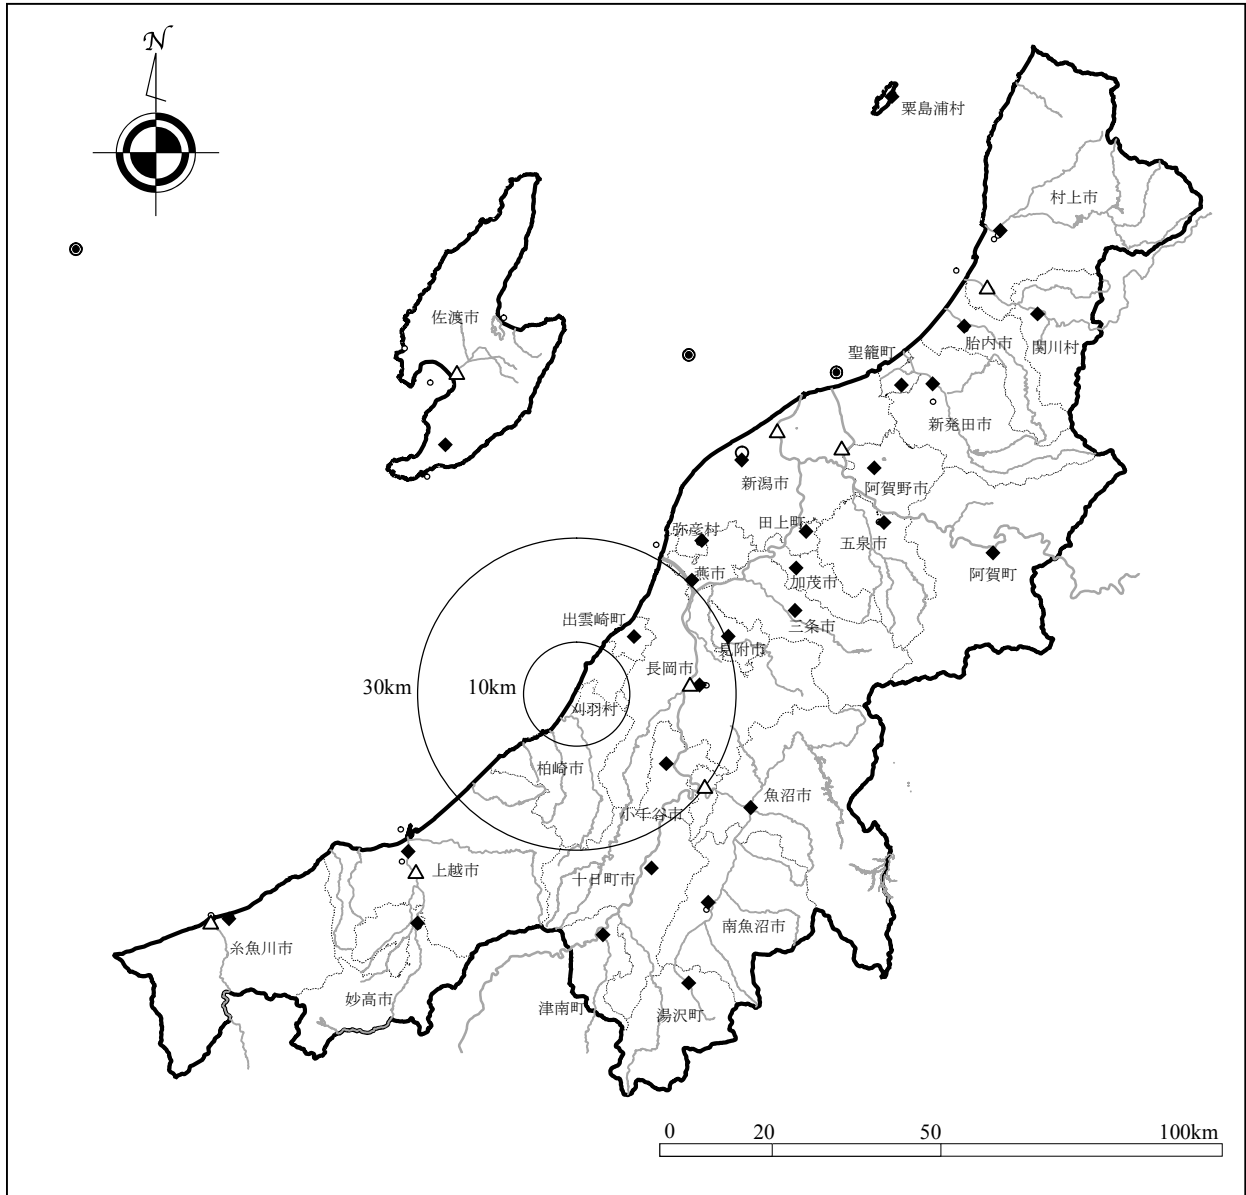 N
粟島浦村
村上市
佐渡市
胎内市
関川村
聖籠町
新発田市
新潟市
阿賀野市
田上町
弥彦村
五泉市
阿賀町
燕市
加茂市
出雲崎町
三条市
見附市
長岡市
30km
10km
刈羽村
柏崎市
魚沼市
小千谷市
上越市
十日町市
南魚沼市
糸魚川市
妙高市
津南町
湯沢町
0 20 50 100km